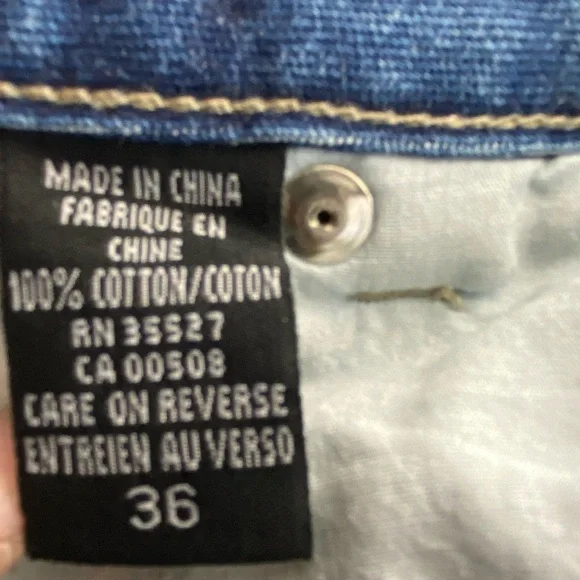 MADE IN CHINA
FABRIQUE EN
CHINE
100% COTTON/COTON
RN 35527
CA 00508
CARE ON REVERSE
ENTREIEN AU VERSO
36